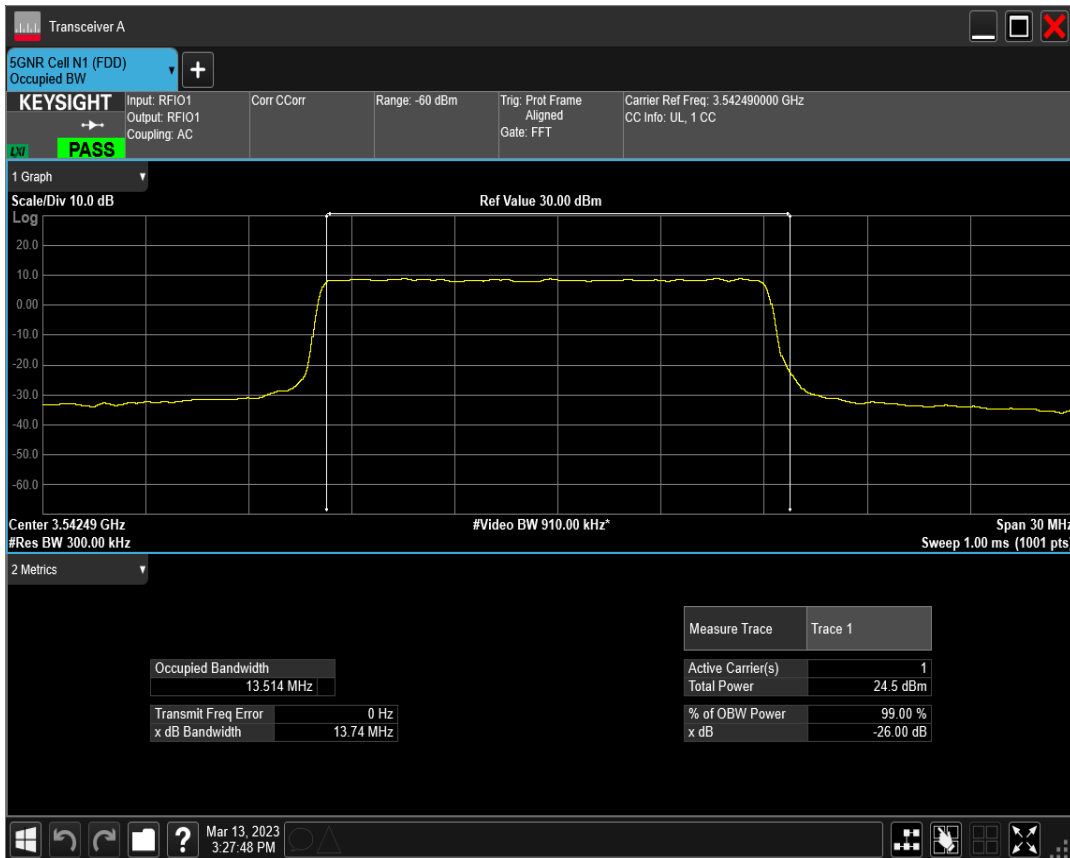 Transceiver A
5GNR Cell N1 (FDD)
Occupied BW
+
KEYSIGHT
LXI
PASS
Input: RFIO1
Output: RFIO1
Coupling: AC
Corr CCorr
Range: -60 dBm
Trig: Prot Frame
Aligned
Gate: FFT
Carrier Ref Freq: 3.542490000 GHz
CC Info: UL, 1 CC
1 Graph
Scale/Div 10.0 dB
Ref Value 30.00 dBm
Log
20.0
10.0
0.00
-10.0
-20.0
-30.0
-40.0
-50.0
-60.0
Center 3.54249 GHz
#Video BW 910.00 kHz*
Span 30 MHz
#Res BW 300.00 kHz
Sweep 1.00 ms (1001 pts)
2 Metrics
Measure Trace Trace 1
Occupied Bandwidth
13.514 MHz
Active Carrier(s) 1
Total Power 24.5 dBm
Transmit Freq Error 0 Hz
x dB Bandwidth 13.74 MHz
% of OBW Power 99.00 %
x dB -26.00 dB
?
Mar 13, 2023
3:27:48 PM